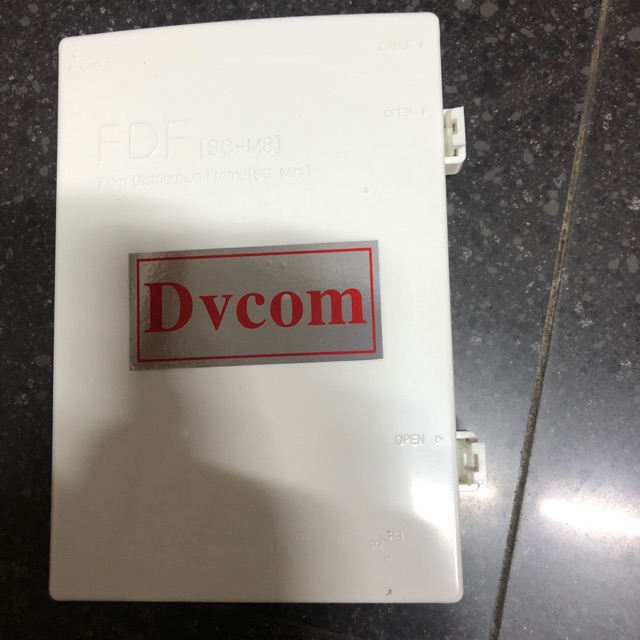 CABLE
CABLE ▷
OPEN ▷
FDF [SC-M8]
Fiber Distribution Frame[SC M8]
Dvcom
OPEN ▷